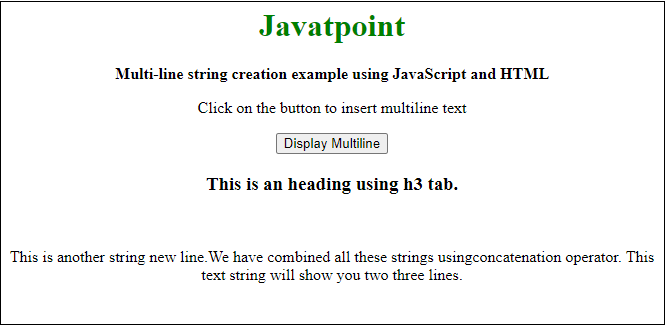 Javatpoint
Multi-line string creation example using JavaScript and HTML
Click on the button to insert multiline text
Display Multiline
This is an heading using h3 tab.
This is another string new line.We have combined all these strings usingconcatenation operator. This
text string will show you two three lines.